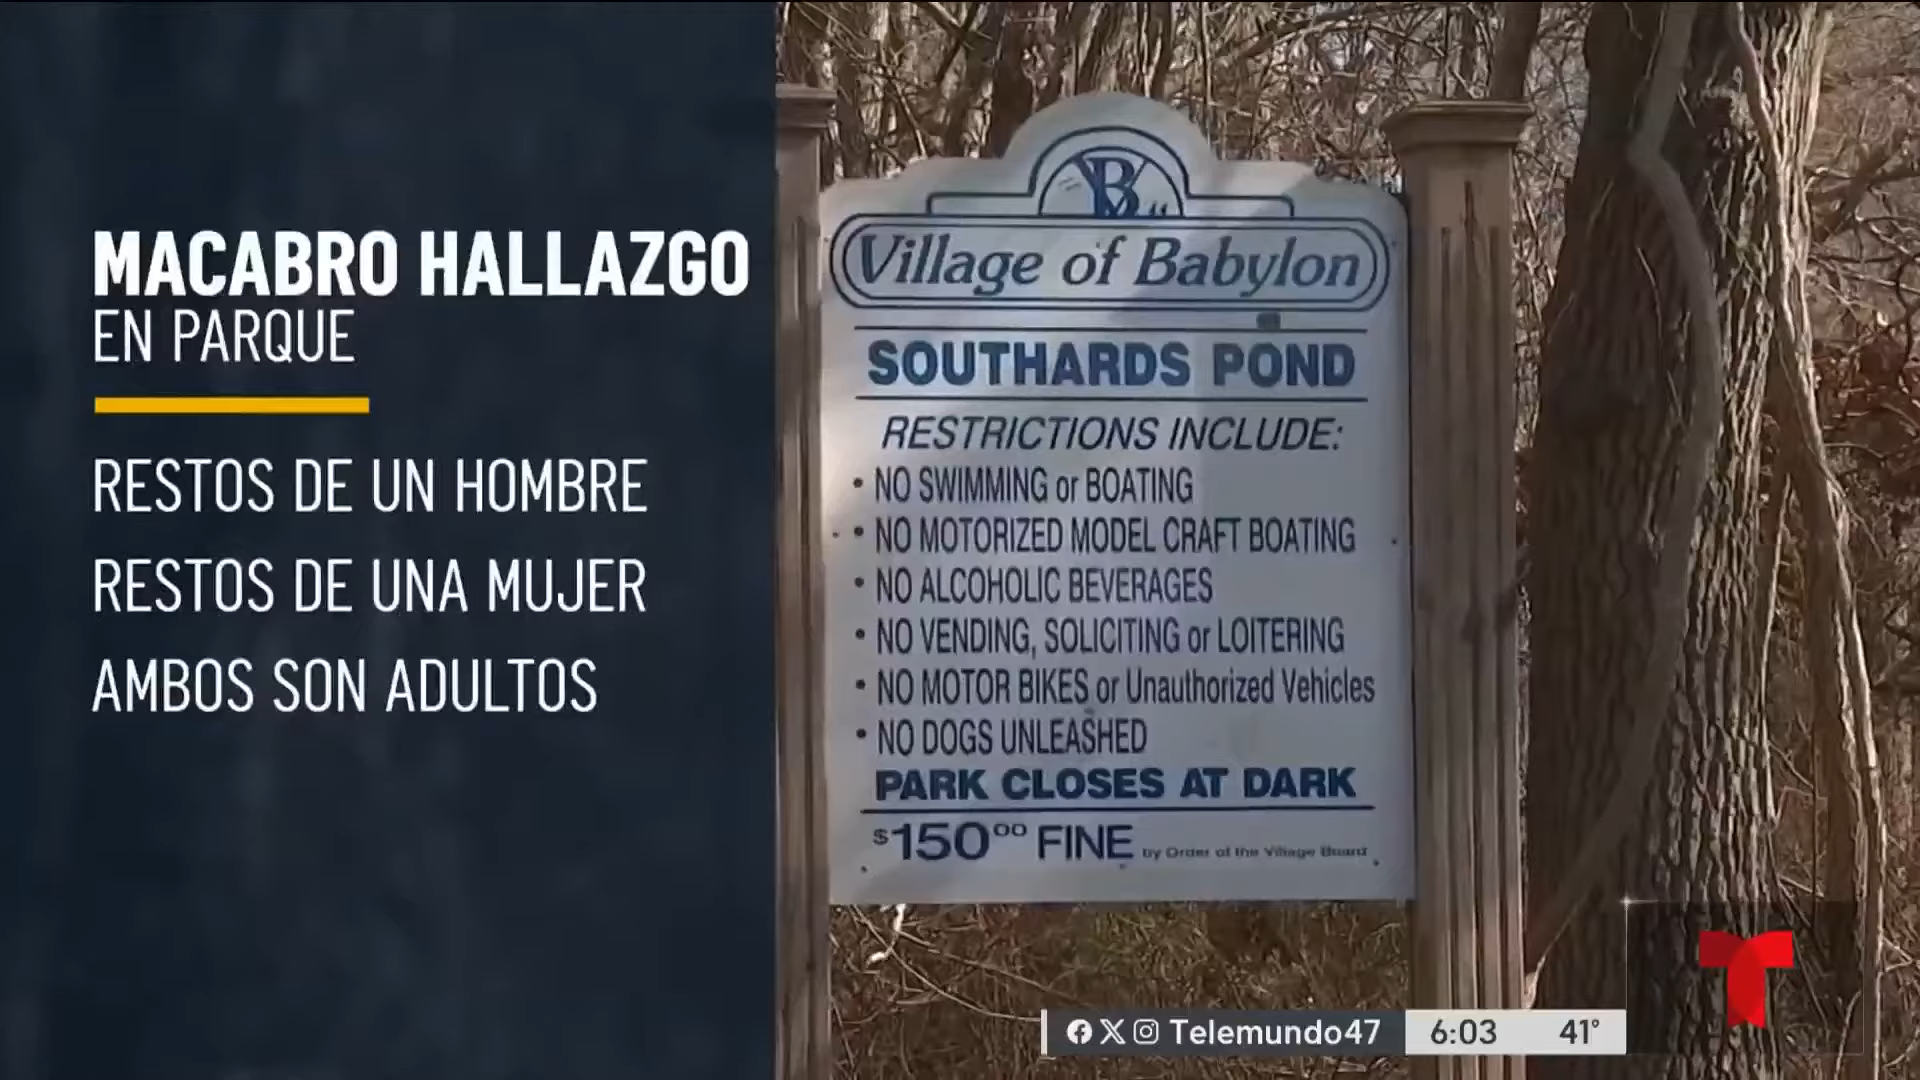 MACABRO HALLAZGO
EN PARQUE
RESTOS DE UN HOMBRE
RESTOS DE UNA MUJER
AMBOS SON ADULTOS
VB
Village of Babylon
SOUTHARDS POND
RESTRICTIONS INCLUDE:
• NO SWIMMING or BOATING
• NO MOTORIZED MODEL CRAFT BOATING
• NO ALCOHOLIC BEVERAGES
• NO VENDING, SOLICITING or LOITERING
• NO MOTOR BIKES or Unauthorized Vehicles
• NO DOGS UNLEASHED
PARK CLOSES AT DARK
$150⁰⁰ FINE by Order of the Village Board
Telemundo47 6:03 41°